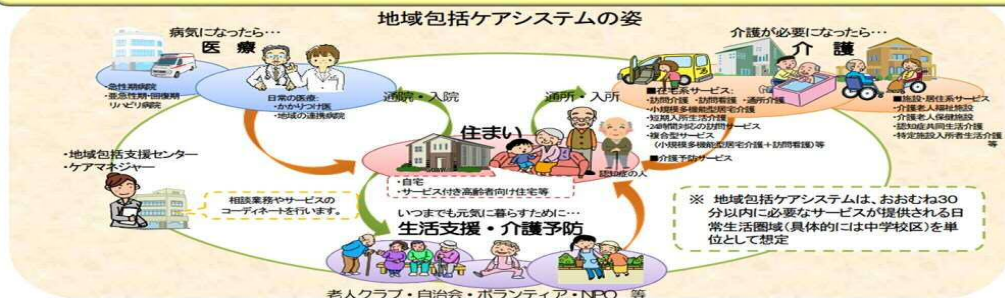 地域包括ケアシステムの姿
病気になったら…
医 療
・急性期病院
・亜急性期・回復期
リハビリ病院
日常の医療:
・かかりつけ医
・地域の連携病院
通院・入院
通所・入所
住まい
・自宅
・サービス付き高齢者向け住宅等
認知症の人
介護が必要になったら…
介 護
■在宅系サービス:
・訪問介護 ・訪問看護 ・通所介護
・小規模多機能型居宅介護
・短期入所生活介護
・24時間対応の訪問サービス
・複合型サービス
(小規模多機能型居宅介護+訪問看護)等
■介護予防サービス
■施設・居住系サービス
・介護老人福祉施設
・介護老人保健施設
・認知症共同生活介護
・特定施設入所者生活介護
等
・地域包括支援センター
・ケアマネジャー
相談業務やサービスの
コーディネートを行います。
いつまでも元気に暮らすために…
生活支援・介護予防
老人クラブ・自治会・ボランティア・NPO 等
※ 地域包括ケアシステムは、おおむね30
分以内に必要なサービスが提供される日
常生活圏域(具体的には中学校区)を単
位として想定